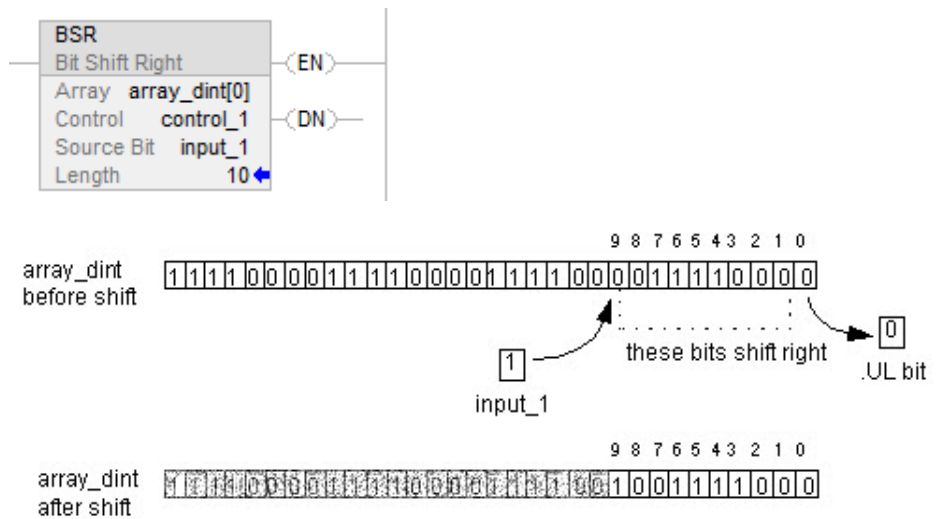 BSR
Bit Shift Right (EN)
Array array_dint[0]
Control control_1 (DN)
Source Bit input_1
Length 10
9 8 7 6 5 4 3 2 1 0
array_dint
before shift
1 1 1 1 0 0 0 0 1 1 1 1 0 0 0 0 1 1 1 1 0 0 0 0 1 1 1 1 0 0 0 0
0
these bits shift right
.UL bit
1
input_1
9 8 7 6 5 4 3 2 1 0
array_dint
after shift
1 0 0 1 1 1 1 0 0 0